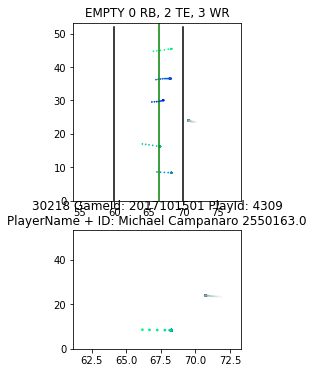 EMPTY 0 RB, 2 TE, 3 WR
50
40
30
20
10
0
55 60 65 70 75
30218 GameId: 2017101501 PlayId: 4309
PlayerName + ID: Michael Campanaro 2550163.0
40
20
0
62.5 65.0 67.5 70.0 72.5